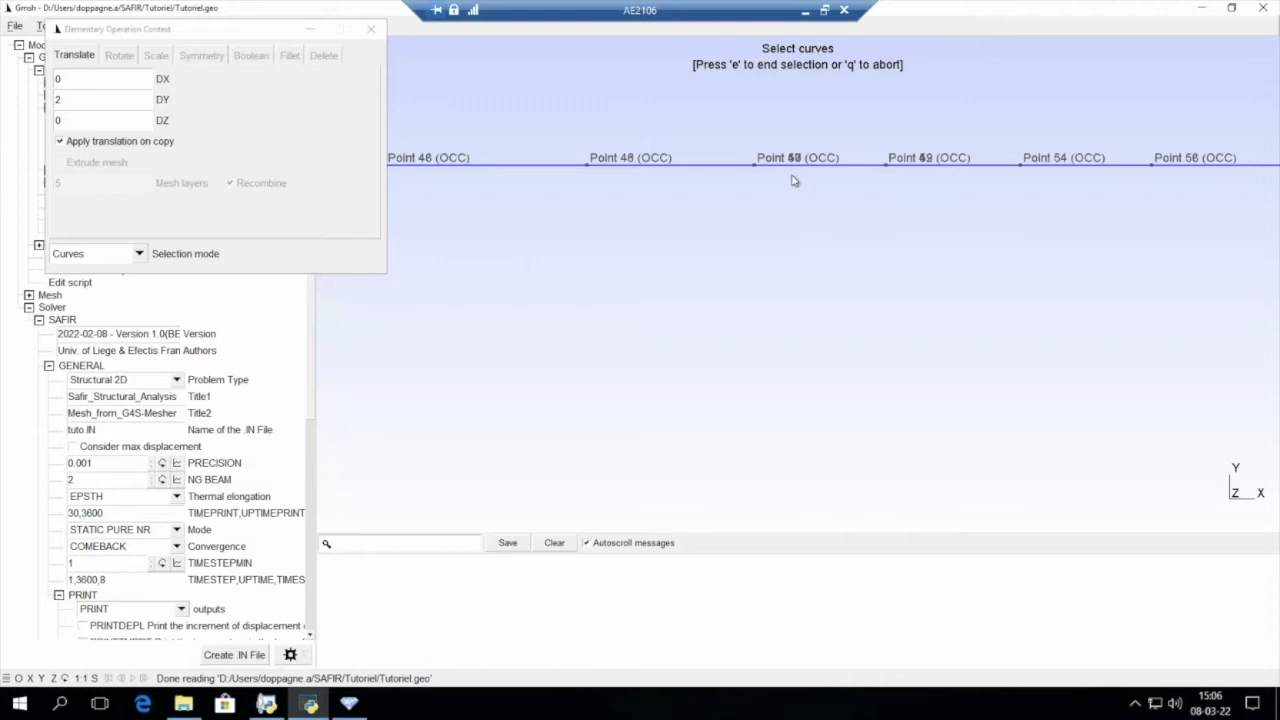 Gmsh - D:/Users/doppagne.a/SAFIR/Tutoriel/Tutoriel.geo
AE2106
File
Elementary Operation Context
Translate Rotate Scale Symmetry Boolean Fillet Delete
0 DX
2 DY
0 DZ
Apply translation on copy
Extrude mesh
5 Mesh layers Recombine
Curves Selection mode
Select curves
[Press 'e' to end selection or 'q' to abort]
Point 46 (OCC) Point 48 (OCC) Point (OCC) Point (OCC) Point 54 (OCC) Point 56 (OCC)
Edit script
Mesh
Solver
SAFIR
2022-02-08 - Version 1.0(BE Version
Univ. of Liege & Efectis Fran Authors
GENERAL
Structural 2D Problem Type
Safir_Structural_Analysis Title1
Mesh_from_G4S-Mesher Title2
tuto.IN Name of the .IN File
Consider max displacement
0.001 PRECISION
2 NG BEAM
EPSTH Thermal elongation
30,3600 TIMEPRINT,UPTIMEPRINT
STATIC PURE NR Mode
COMEBACK Convergence
1 TIMESTEPMIN
1,3600,8 TIMESTEP,UPTIME,TIMES
PRINT
PRINT outputs
PRINTDEPL Print the increment of displacement
Y
Z X
Save Clear Autoscroll messages
Create .IN File
O X Y Z 1:1 S Done reading 'D:/Users/doppagne.a/SAFIR/Tutoriel/Tutoriel.geo'
15:06
08-03-22